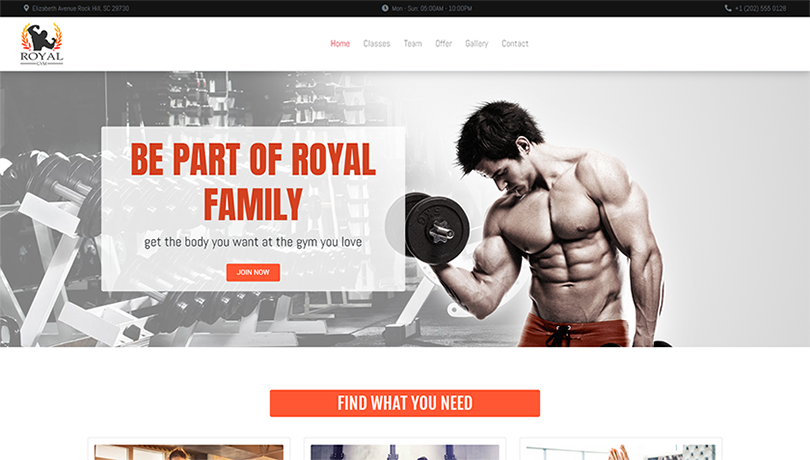 Elizabeth Avenue Rock Hill, SC 29730
Mon - Sun: 05:00AM - 10:00PM
+1 (202) 555 0128
ROYAL
GYM
Home Classes Team Offer Gallery Contact
BE PART OF ROYAL
FAMILY
get the body you want at the gym you love
JOIN NOW
FIND WHAT YOU NEED